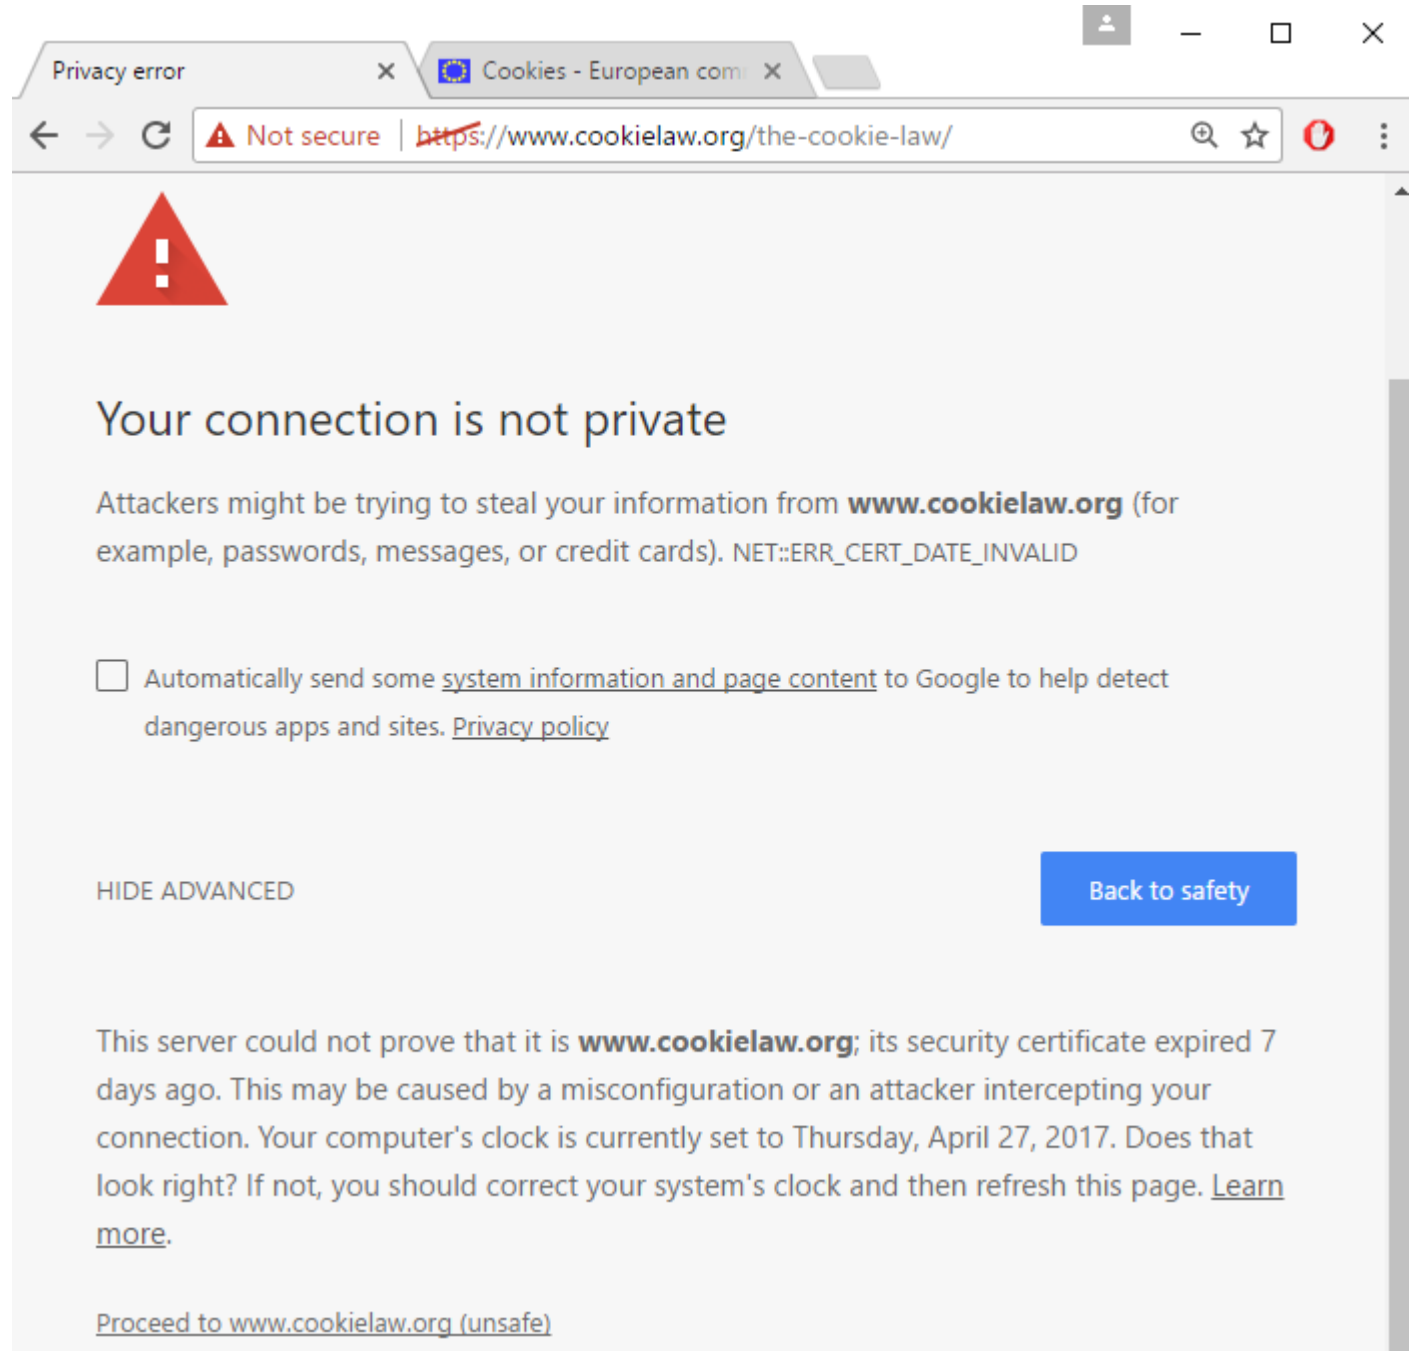 Privacy error
Cookies - European com
Not secure | https://www.cookielaw.org/the-cookie-law/
Your connection is not private
Attackers might be trying to steal your information from www.cookielaw.org (for
example, passwords, messages, or credit cards). NET::ERR_CERT_DATE_INVALID
Automatically send some system information and page content to Google to help detect
dangerous apps and sites. Privacy policy
HIDE ADVANCED
Back to safety
This server could not prove that it is www.cookielaw.org; its security certificate expired 7
days ago. This may be caused by a misconfiguration or an attacker intercepting your
connection. Your computer's clock is currently set to Thursday, April 27, 2017. Does that
look right? If not, you should correct your system's clock and then refresh this page. Learn
more.
Proceed to www.cookielaw.org (unsafe)